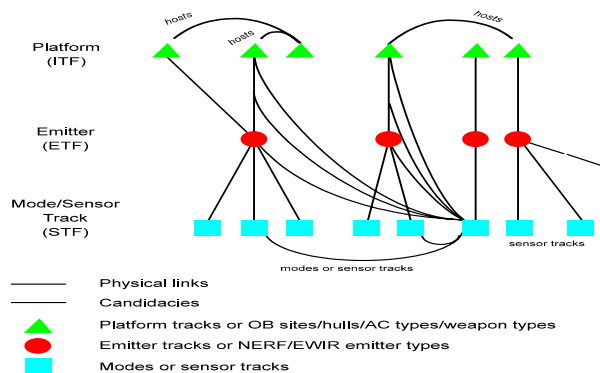 hosts
hosts
hosts
Platform
(ITF)
Emitter
(ETF)
Mode/Sensor
Track
(STF)
sensor tracks
modes or sensor tracks
Physical links
Candidacies
Platform tracks or OB sites/hulls/AC types/weapon types
Emitter tracks or NERF/EWIR emitter types
Modes or sensor tracks